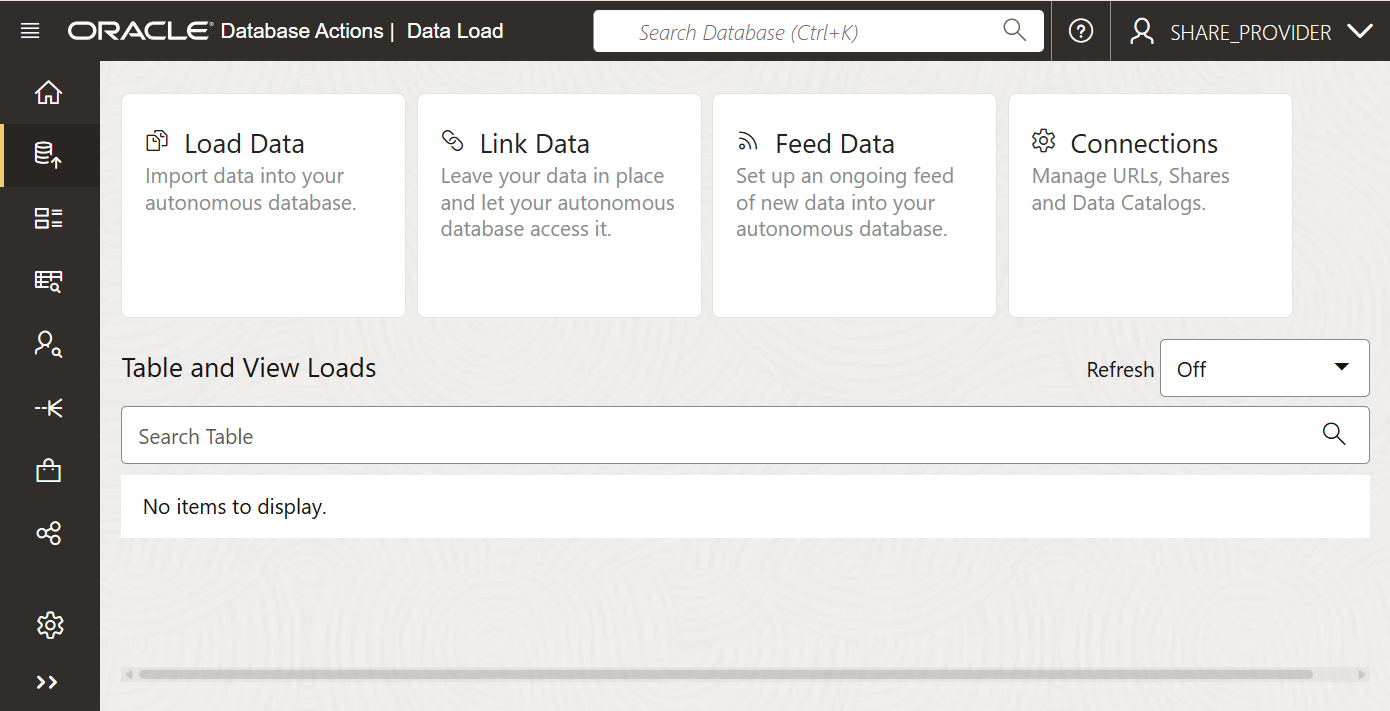 ORACLE Database Actions | Data Load
Search Database (Ctrl+K)
SHARE_PROVIDER
Load Data
Import data into your
autonomous database.
Link Data
Leave your data in place
and let your autonomous
database access it.
Feed Data
Set up an ongoing feed
of new data into your
autonomous database.
Connections
Manage URLs, Shares
and Data Catalogs.
Table and View Loads
Refresh
Off
Search Table
No items to display.